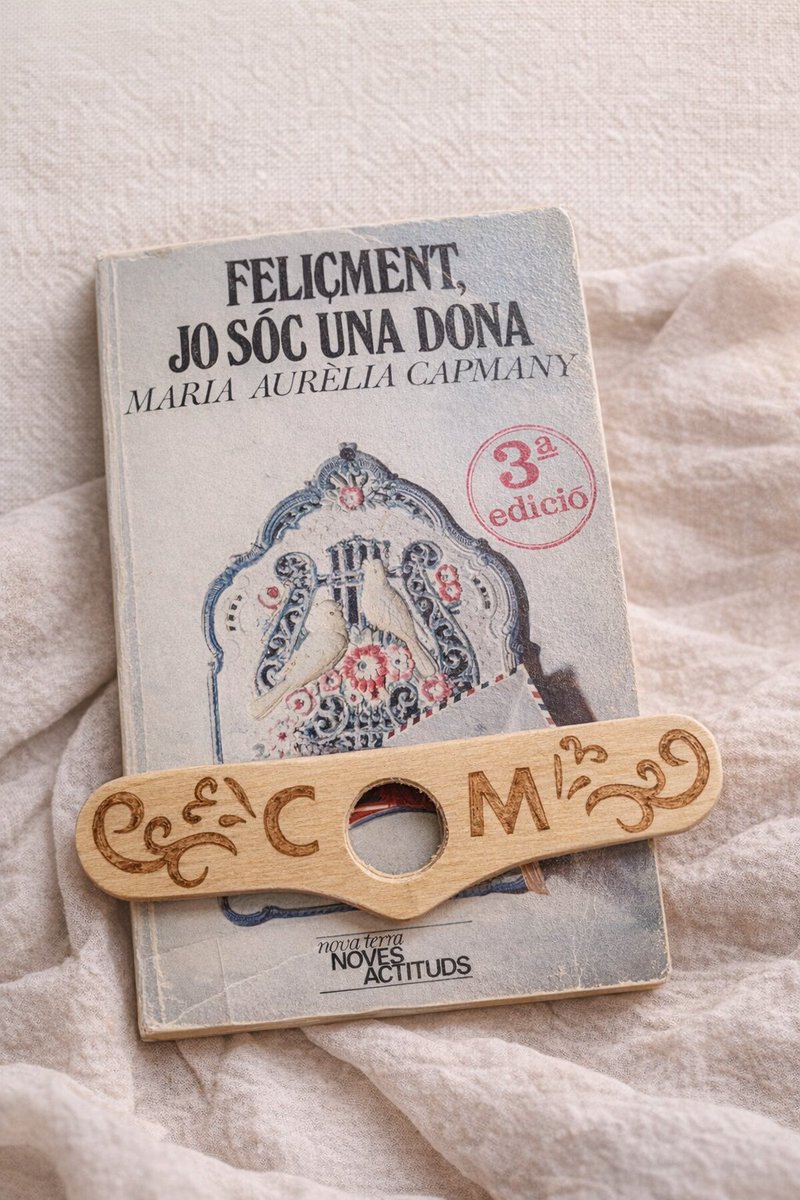 FELIÇMENT,
JO SÓC UNA DONA
MARIA AURÈLIA CAPMANY
3ª
edició
C M
nova terra
NOVES
ACTITUDS